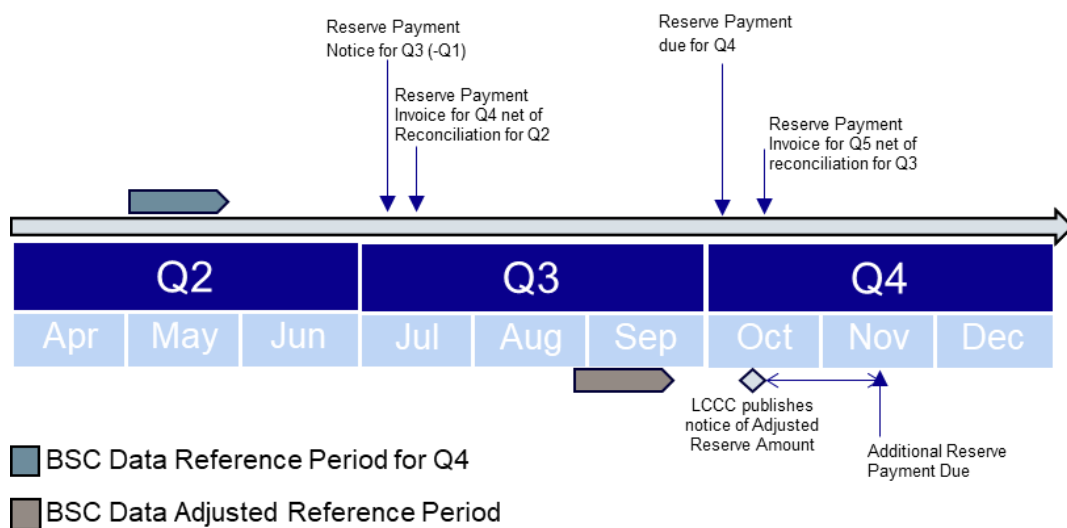 Reserve Payment
Notice for Q3 (-Q1)
Reserve Payment
Invoice for Q4 net of
Reconciliation for Q2
Reserve Payment
due for Q4
Reserve Payment
Invoice for Q5 net of
reconciliation for Q3
Q2
Q3
Q4
Apr
May
Jun
Jul
Aug
Sep
Oct
Nov
Dec
LCCC publishes
notice of Adjusted
Reserve Amount
Additional Reserve
Payment Due
BSC Data Reference Period for Q4
BSC Data Adjusted Reference Period